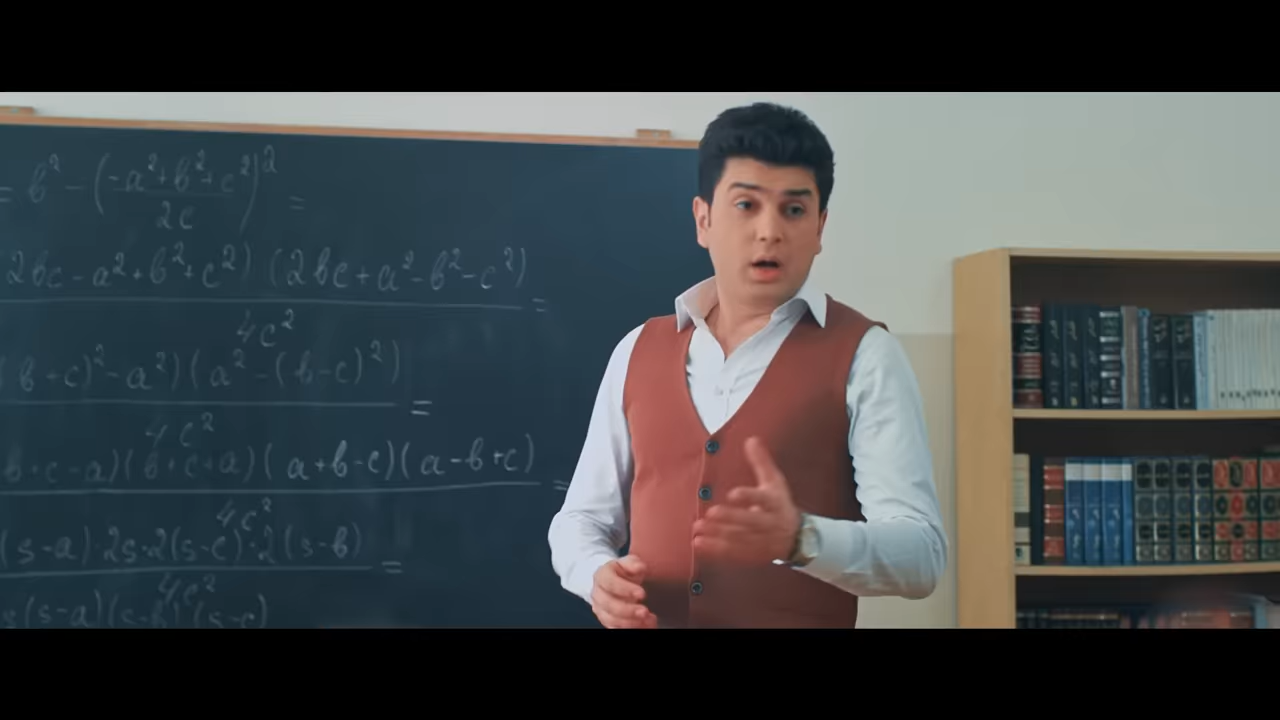 = b² - (-a²+b²+c² / 2c)² =
(2bc - a² + b² + c²) (2bc + a² - b² - c²) / 4c² =
(b+c)² - a²)(a² - (b-c)²) / 4c² =
b+c-a)(b+c+a)(a+b-c)(a-b+c) / 4c² =
(s-a)·2s·2(s-c)·2(s-b) / 4c² =
s(s-a)(s-b)(s-c)